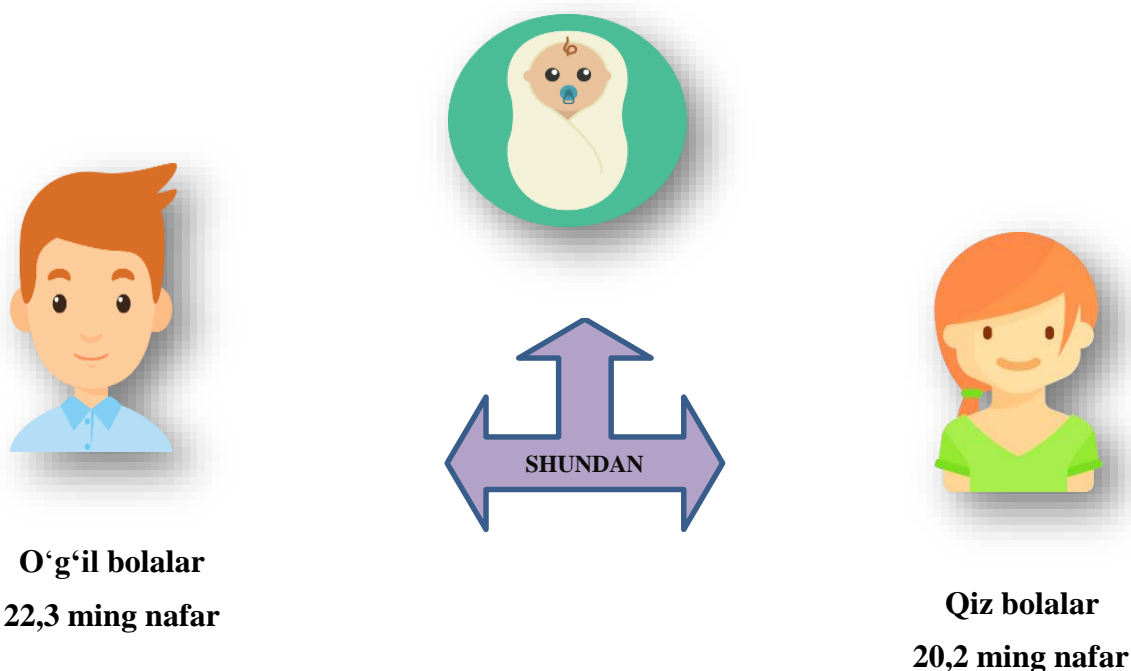 SHUNDAN
O‘g‘il bolalar
22,3 ming nafar
Qiz bolalar
20,2 ming nafar